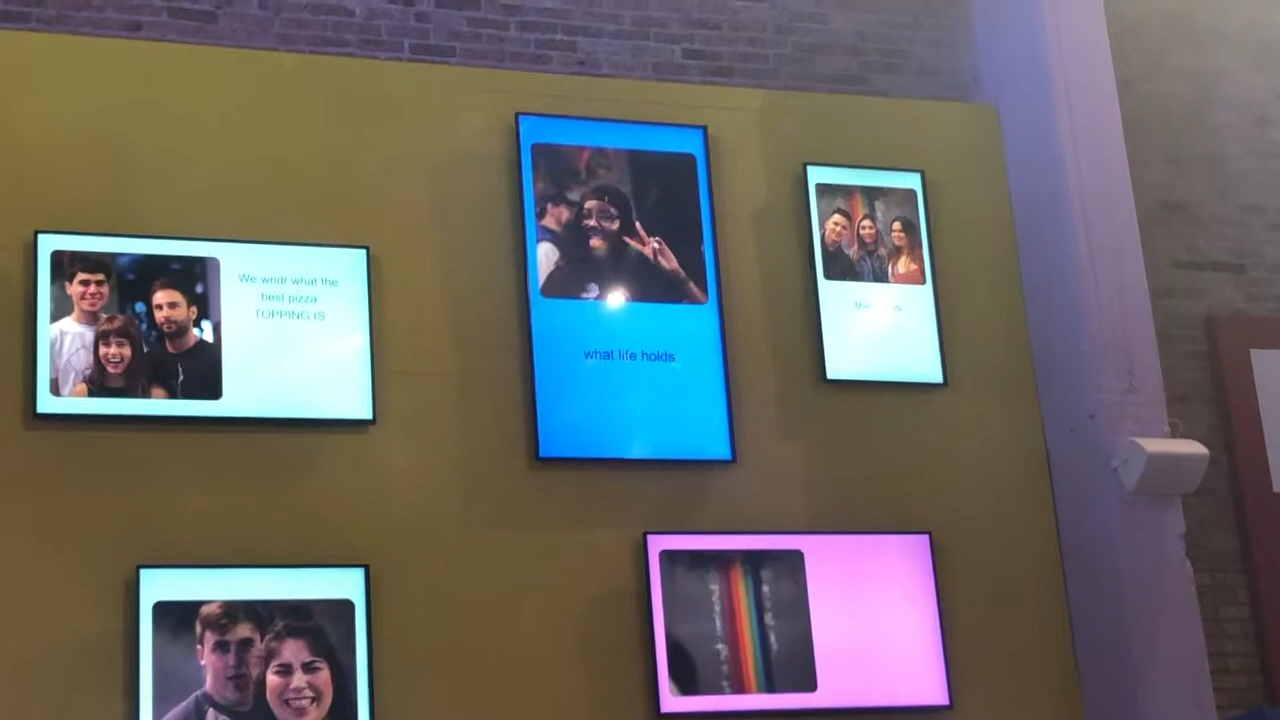 We wndr what the
best pizza
TOPPING IS
what life holds